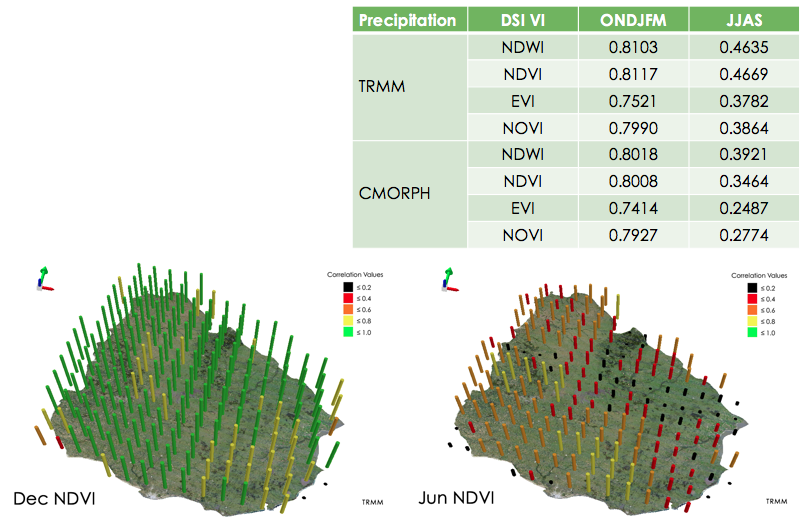 Precipitation DSI VI ONDJFM JJAS
TRMM
NDWI 0.8103 0.4635
NDVI 0.8117 0.4669
EVI 0.7521 0.3782
NOVI 0.7990 0.3864
CMORPH
NDWI 0.8018 0.3921
NDVI 0.8008 0.3464
EVI 0.7414 0.2487
NOVI 0.7927 0.2774
Correlation Values
≤ 0.2
≤ 0.4
≤ 0.6
≤ 0.8
≤ 1.0
Dec NDVI
TRMM
Correlation Values
≤ 0.2
≤ 0.4
≤ 0.6
≤ 0.8
≤ 1.0
Jun NDVI
TRMM